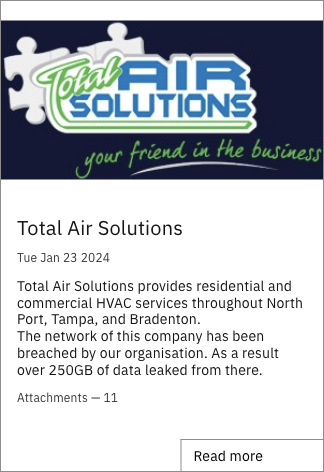 Total AIR
SOLUTIONS
your friend in the business
Total Air Solutions
Tue Jan 23 2024
Total Air Solutions provides residential and
commercial HVAC services throughout North
Port, Tampa, and Bradenton.
The network of this company has been
breached by our organisation. As a result
over 250GB of data leaked from there.
Attachments — 11
Read more